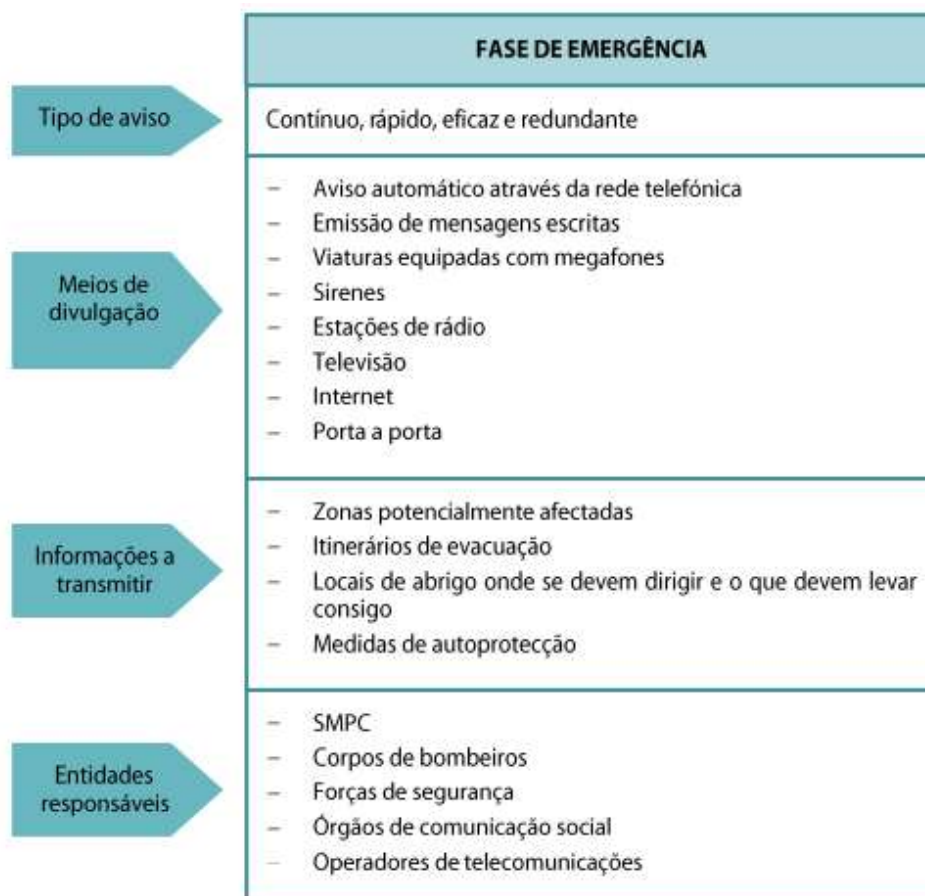 FASE DE EMERGÊNCIA
Tipo de aviso
Contínuo, rápido, eficaz e redundante
Meios de
divulgação
– Aviso automático através da rede telefónica
– Emissão de mensagens escritas
– Viaturas equipadas com megafones
– Sirenes
– Estações de rádio
– Televisão
– Internet
– Porta a porta
Informações a
transmitir
– Zonas potencialmente afectadas
– Itinerários de evacuação
– Locais de abrigo onde se devem dirigir e o que devem levar
consigo
– Medidas de autoprotecção
Entidades
responsáveis
– SMPC
– Corpos de bombeiros
– Forças de segurança
– Órgãos de comunicação social
– Operadores de telecomunicações